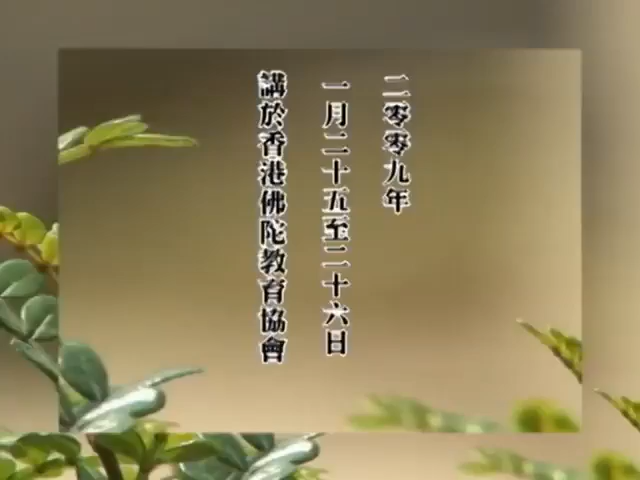 二零零九年
一月二十五至二十六日
講於香港佛陀教育協會